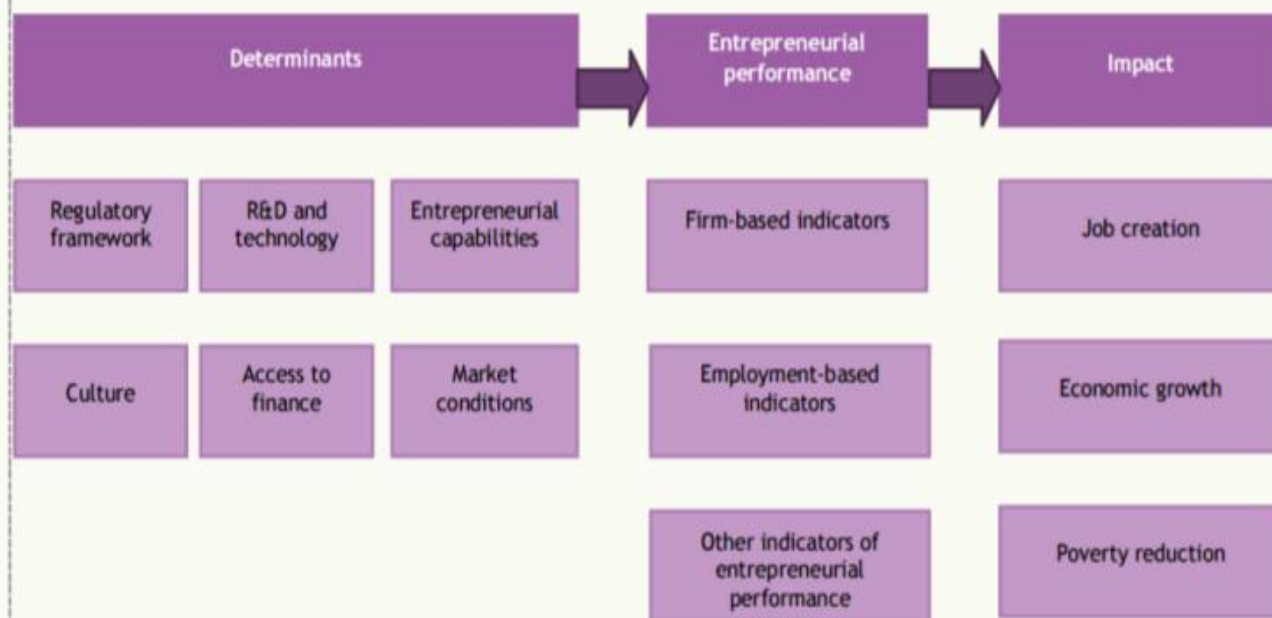 Determinants
Entrepreneurial
performance
Impact
Regulatory
framework
R&D and
technology
Entrepreneurial
capabilities
Firm-based indicators
Job creation
Culture
Access to
finance
Market
conditions
Employment-based
indicators
Economic growth
Other indicators of
entrepreneurial
performance
Poverty reduction